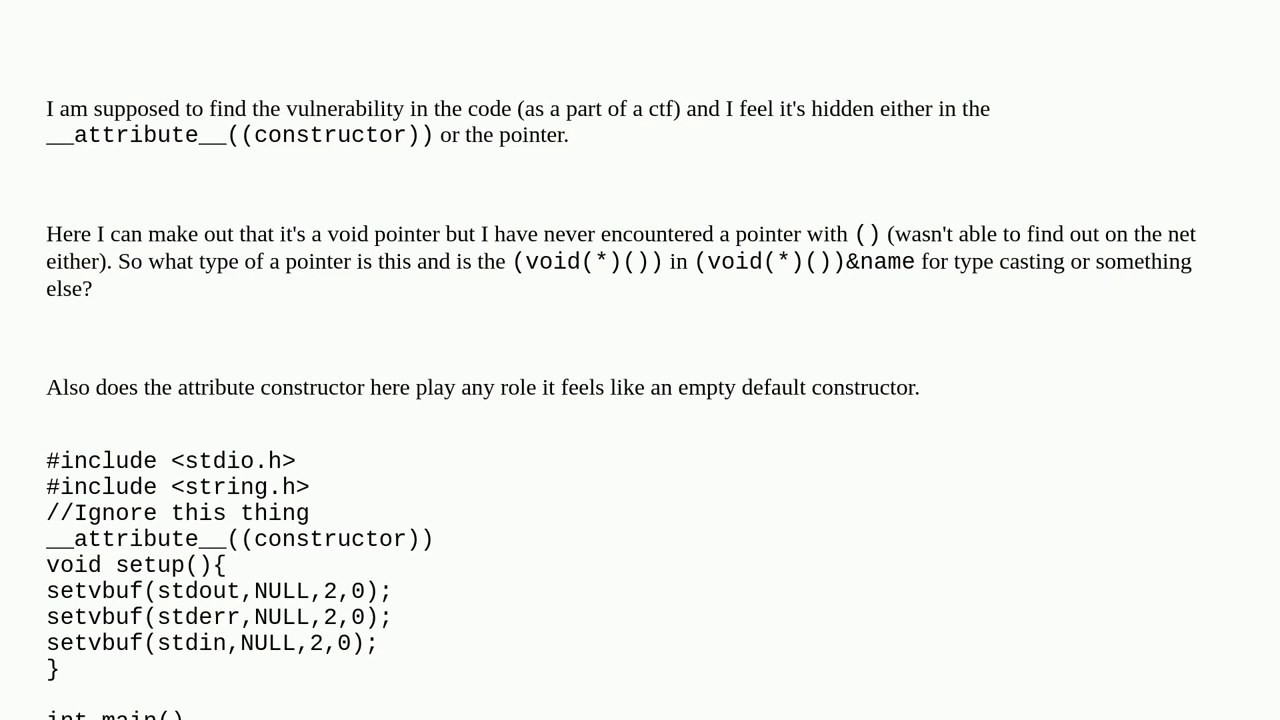 I am supposed to find the vulnerability in the code (as a part of a ctf) and I feel it's hidden either in the
__attribute__((constructor)) or the pointer.
Here I can make out that it's a void pointer but I have never encountered a pointer with () (wasn't able to find out on the net
either). So what type of a pointer is this and is the (void(*)()) in (void(*)())&name for type casting or something
else?
Also does the attribute constructor here play any role it feels like an empty default constructor.
#include <stdio.h>
#include <string.h>
//Ignore this thing
__attribute__((constructor))
void setup(){
setvbuf(stdout,NULL,2,0);
setvbuf(stderr,NULL,2,0);
setvbuf(stdin,NULL,2,0);
}
int main()